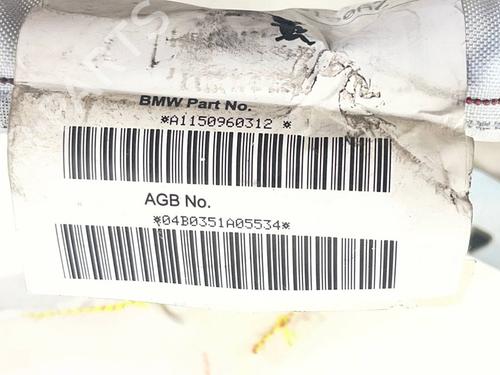 BMW Part No.
*A1150960312 *
AGB No.
*04B0351A05534*